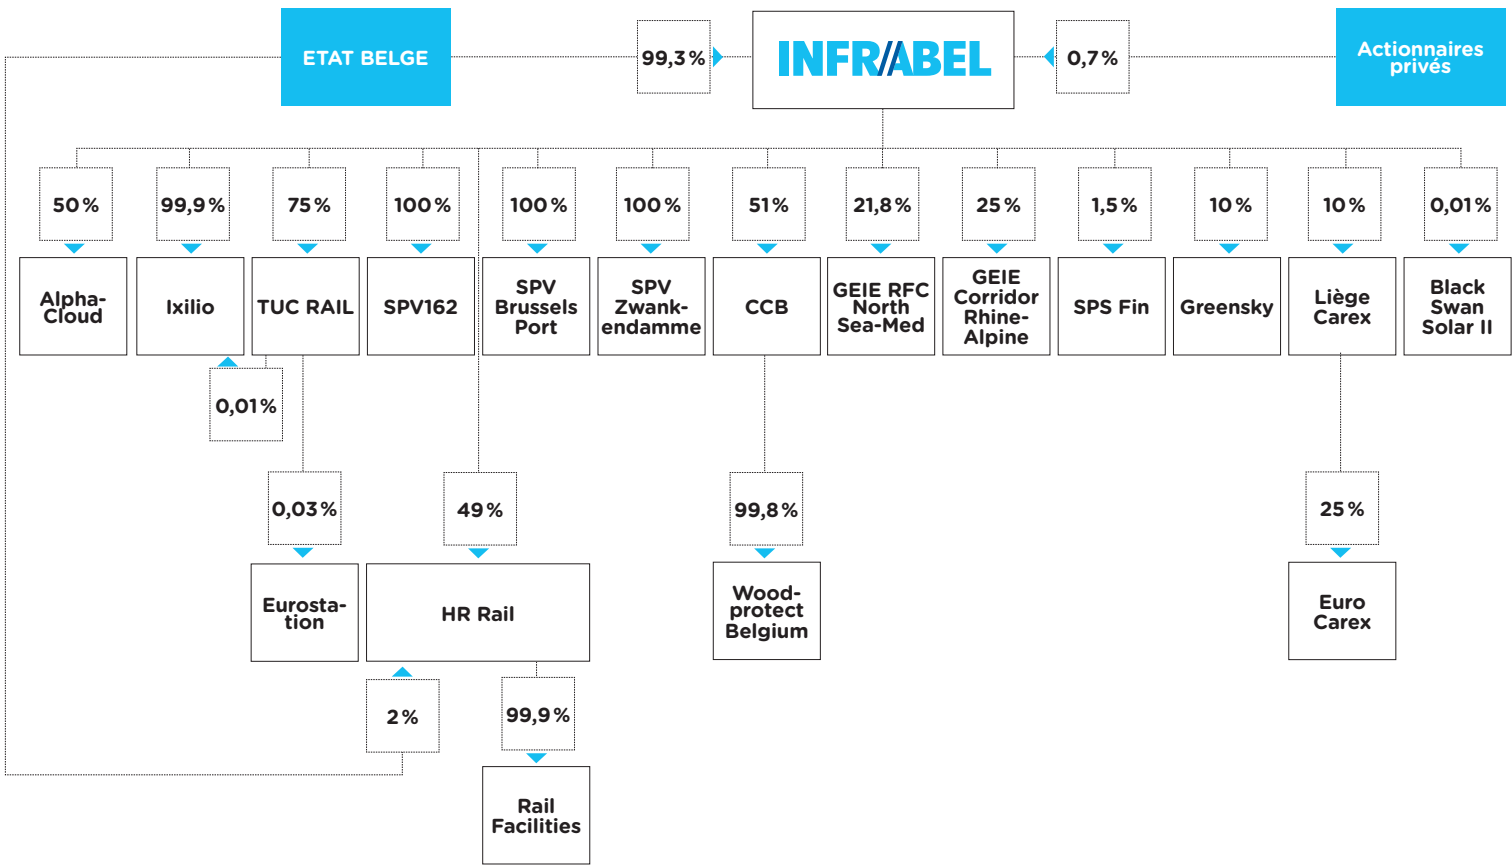 ETAT BELGE
99,3 %
INFRABEL
0,7 %
Actionnaires
privés
50 %
99,9 %
75 %
100 %
100 %
100 %
51 %
21,8 %
25 %
1,5 %
10 %
10 %
0,01 %
Alpha-
Cloud
Ixilio
TUC RAIL
SPV162
SPV
Brussels
Port
SPV
Zwank-
endamme
CCB
GEIE RFC
North
Sea-Med
GEIE
Corridor
Rhine-
Alpine
SPS Fin
Greensky
Liège
Carex
Black
Swan
Solar II
0,01 %
0,03 %
49 %
99,8 %
25 %
Eurosta-
tion
HR Rail
Wood-
protect
Belgium
Euro
Carex
2 %
99,9 %
Rail
Facilities